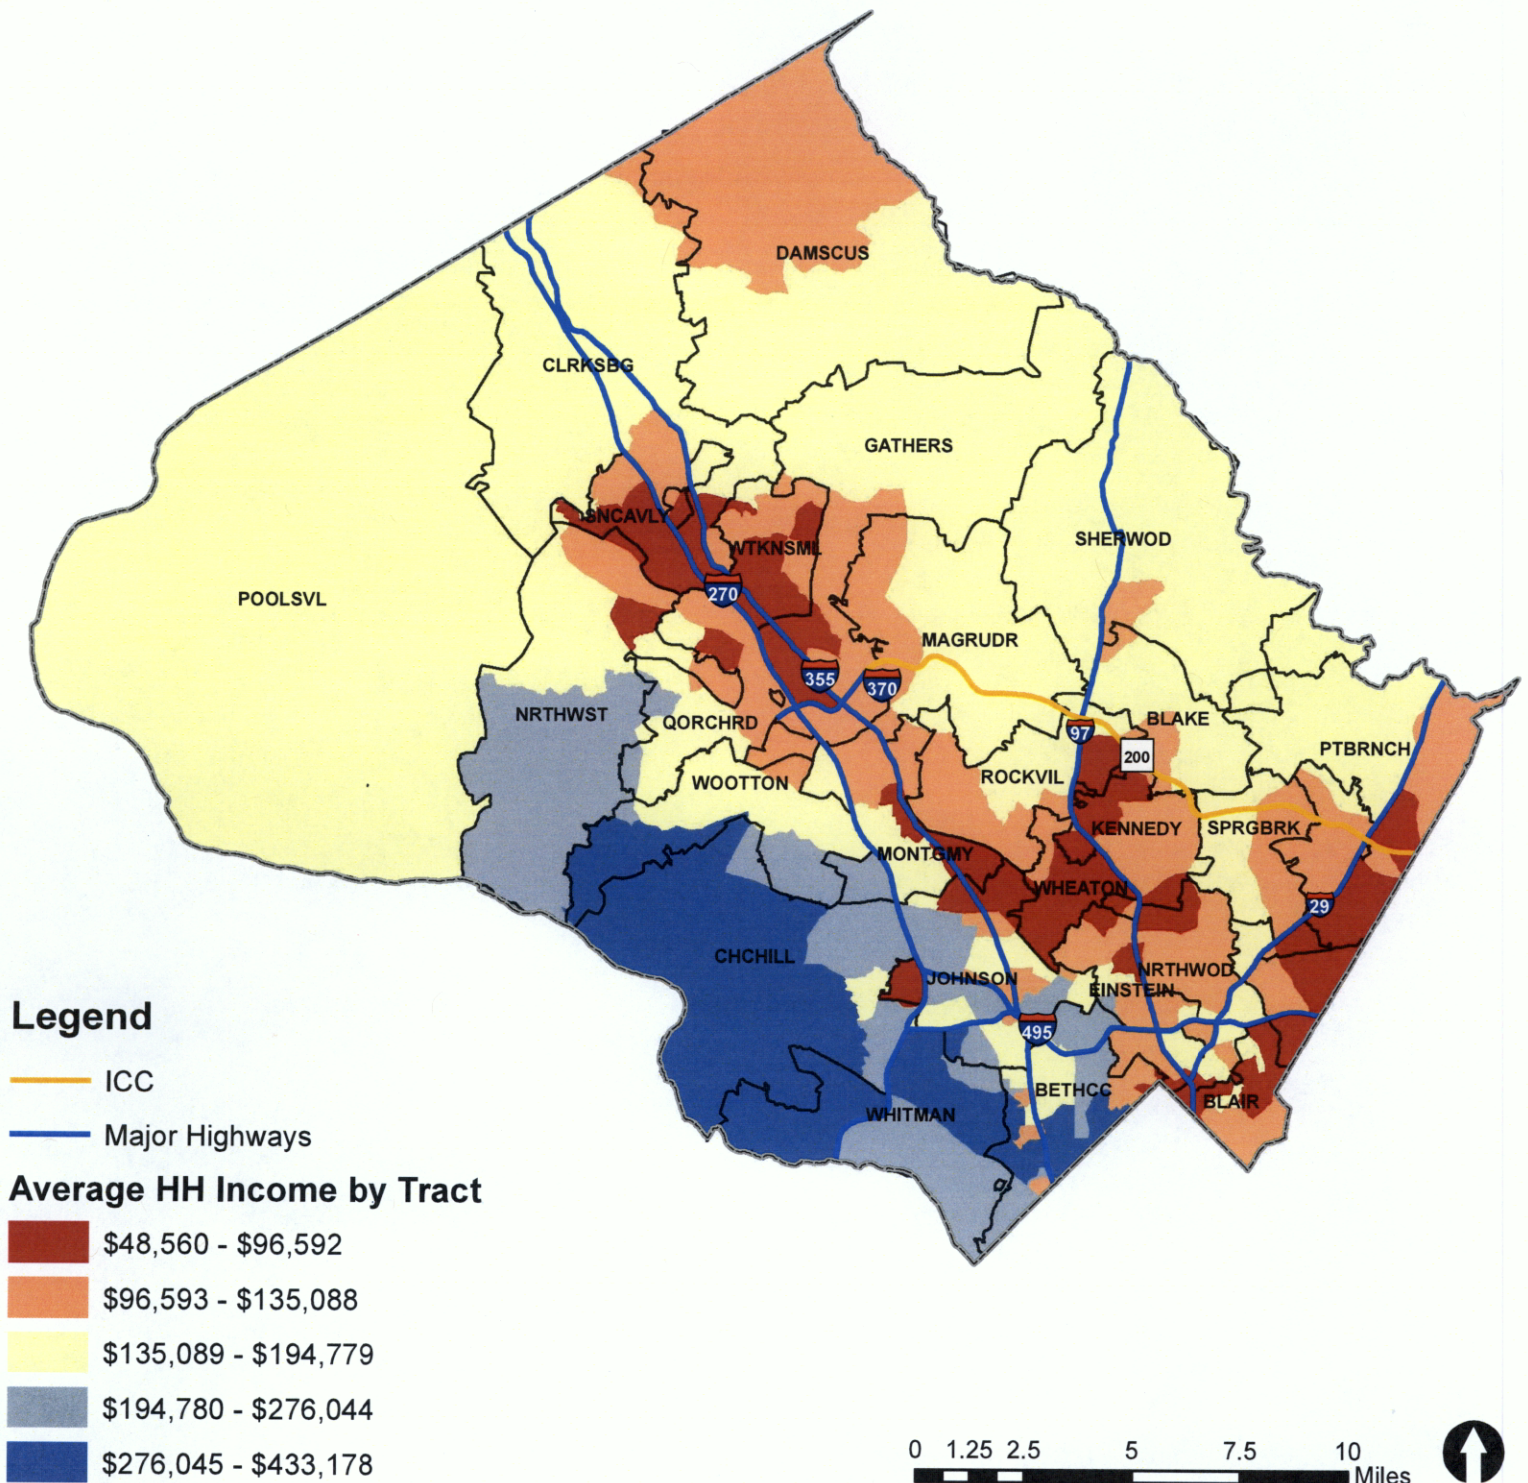 DAMSCUS
CLRKSBG
GATHERS
SNCAVLY
WTKNSML
SHERWOD
POOLSVL
270
MAGRUDR
355
370
NRTHWST
QORCHRD
BLAKE
97
200
PTBRNCH
ROCKVIL
WOOTTON
KENNEDY
SPRGBRK
MONTGMY
WHEATON
29
CHCHILL
JOHNSON
NRTHWOD
EINSTEIN
495
BETHCC
WHITMAN
BLAIR
Legend
ICC
Major Highways
Average HH Income by Tract
$48,560 - $96,592
$96,593 - $135,088
$135,089 - $194,779
$194,780 - $276,044
$276,045 - $433,178
0 1.25 2.5 5 7.5 10
Miles